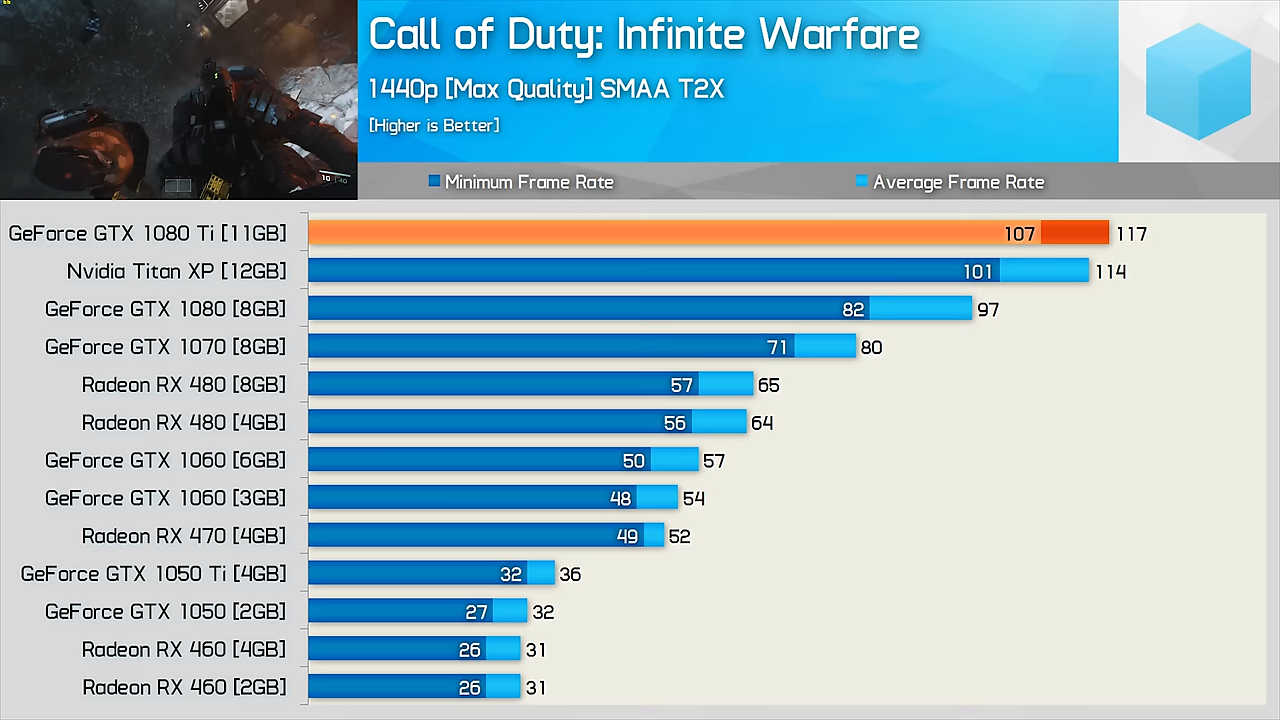 Call of Duty: Infinite Warfare
1440p [Max Quality] SMAA T2X
[Higher is Better]
Minimum Frame Rate
Average Frame Rate
GeForce GTX 1080 Ti [11GB] 107 117
Nvidia Titan XP [12GB] 101 114
GeForce GTX 1080 [8GB] 82 97
GeForce GTX 1070 [8GB] 71 80
Radeon RX 480 [8GB] 57 65
Radeon RX 480 [4GB] 56 64
GeForce GTX 1060 [6GB] 50 57
GeForce GTX 1060 [3GB] 48 54
Radeon RX 470 [4GB] 49 52
GeForce GTX 1050 Ti [4GB] 32 36
GeForce GTX 1050 [2GB] 27 32
Radeon RX 460 [4GB] 26 31
Radeon RX 460 [2GB] 26 31